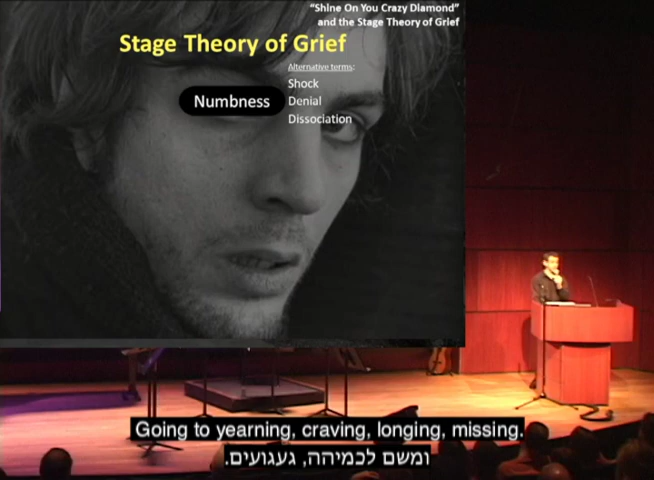 “Shine On You Crazy Diamond”
and the Stage Theory of Grief
Stage Theory of Grief
Alternative terms:
Shock
Numbness
Denial
Dissociation
Going to yearning, craving, longing, missing.
ומשם לכמיהה, געגועים.